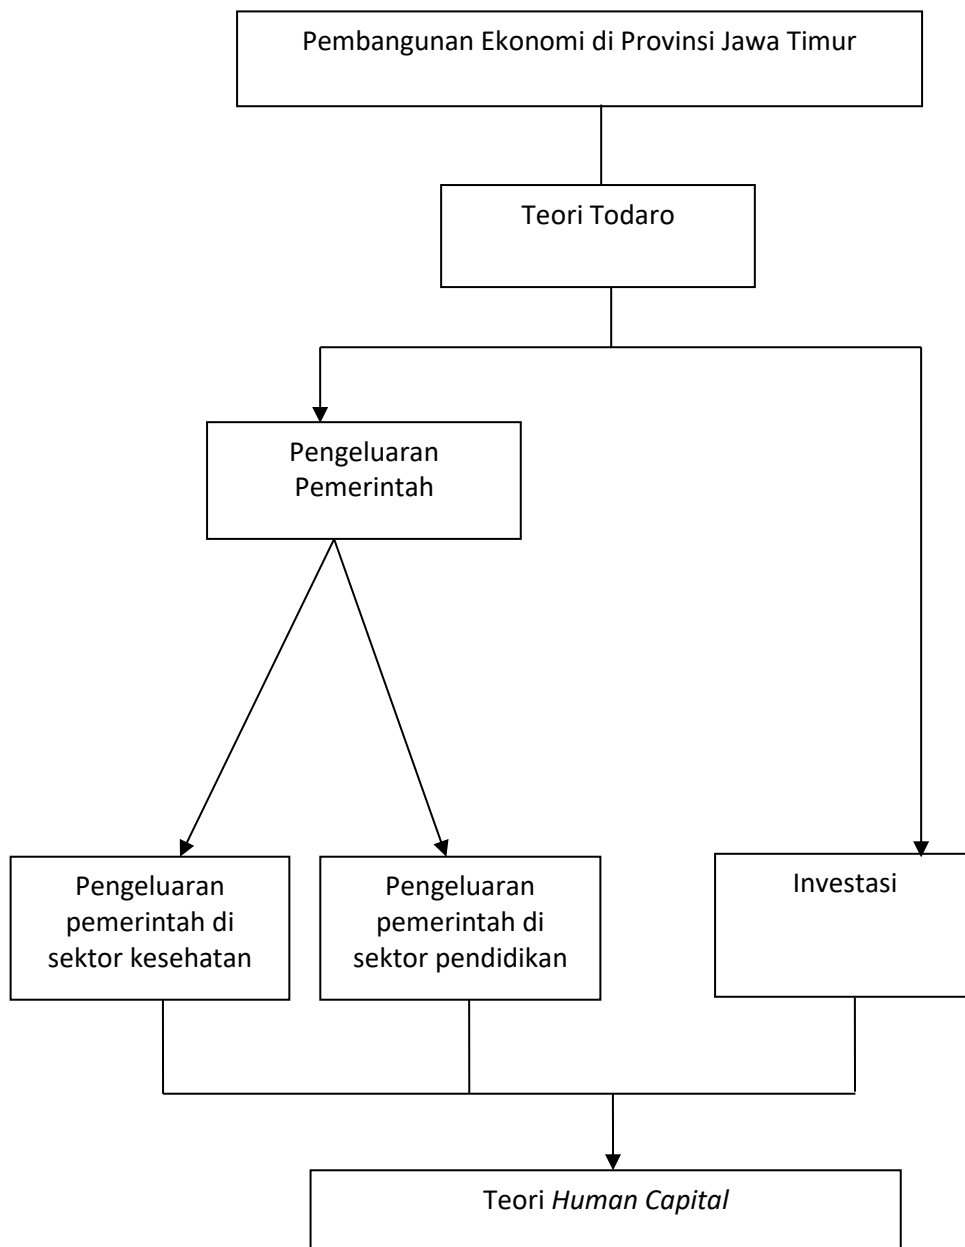 Pembangunan Ekonomi di Provinsi Jawa Timur
Teori Todaro
Pengeluaran
Pemerintah
Pengeluaran
pemerintah di
sektor kesehatan
Pengeluaran
pemerintah di
sektor pendidikan
Investasi
Teori Human Capital